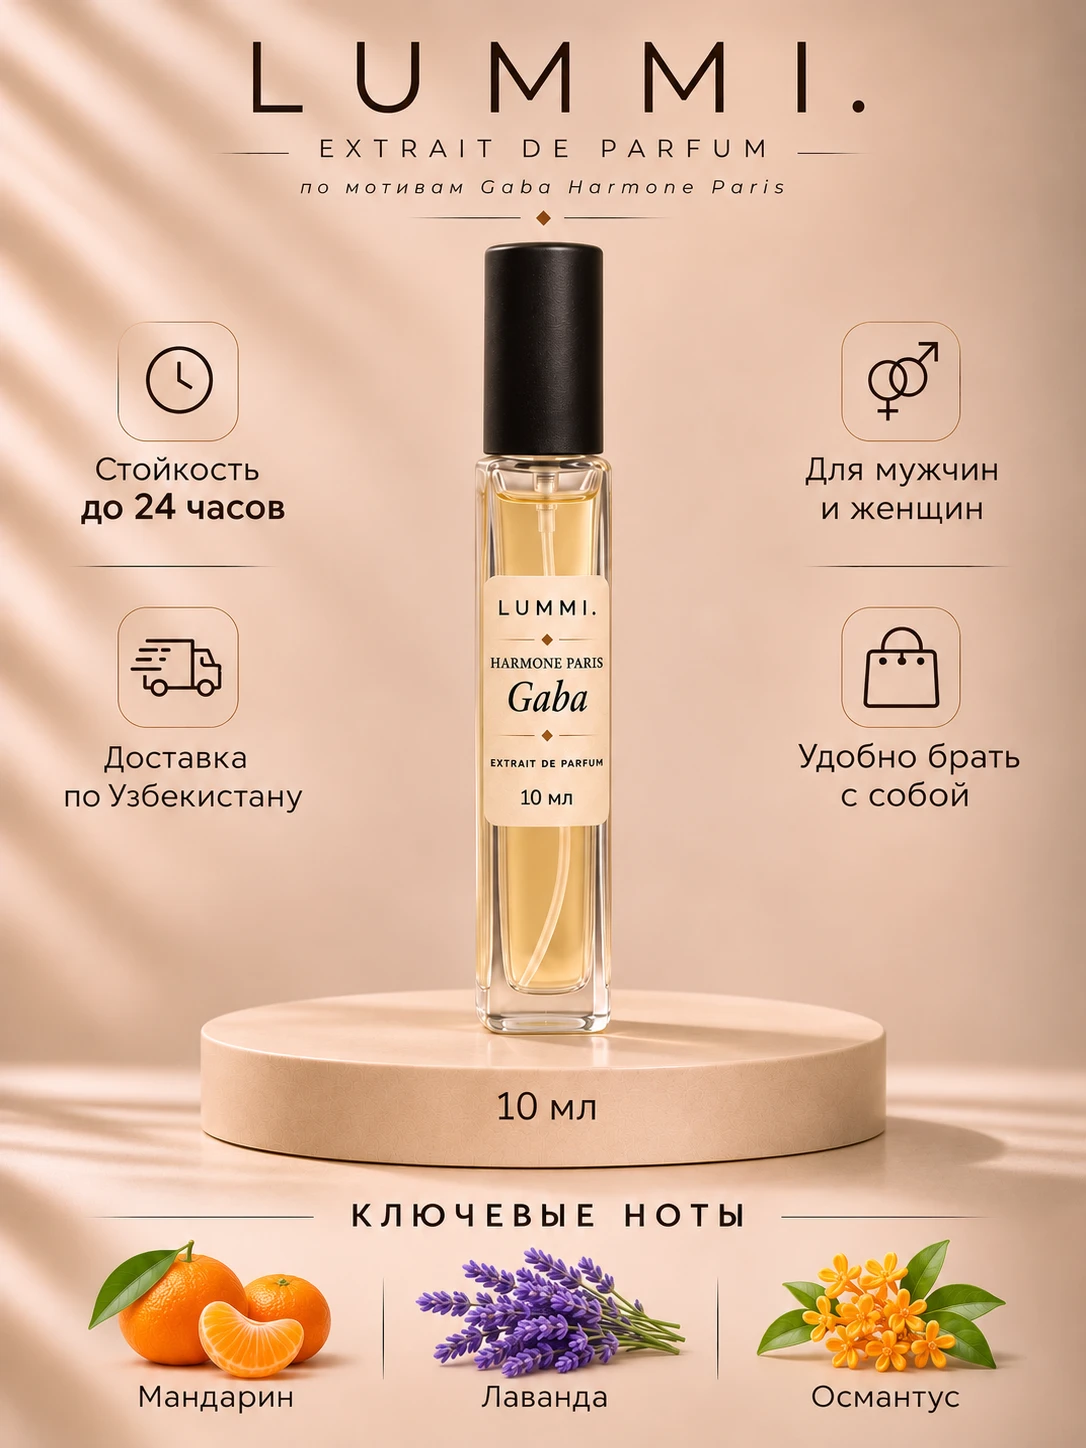 LUMMI.
EXTRAIT DE PARFUM
по мотивам Gaba Harmone Paris
Стойкость
до 24 часов
Для мужчин
и женщин
Доставка
по Узбекистану
Удобно брать
с собой
LUMMI.
HARMONE PARIS
Gaba
EXTRAIT DE PARFUM
10 мл
10 мл
КЛЮЧЕВЫЕ НОТЫ
Мандарин
Лаванда
Османтус